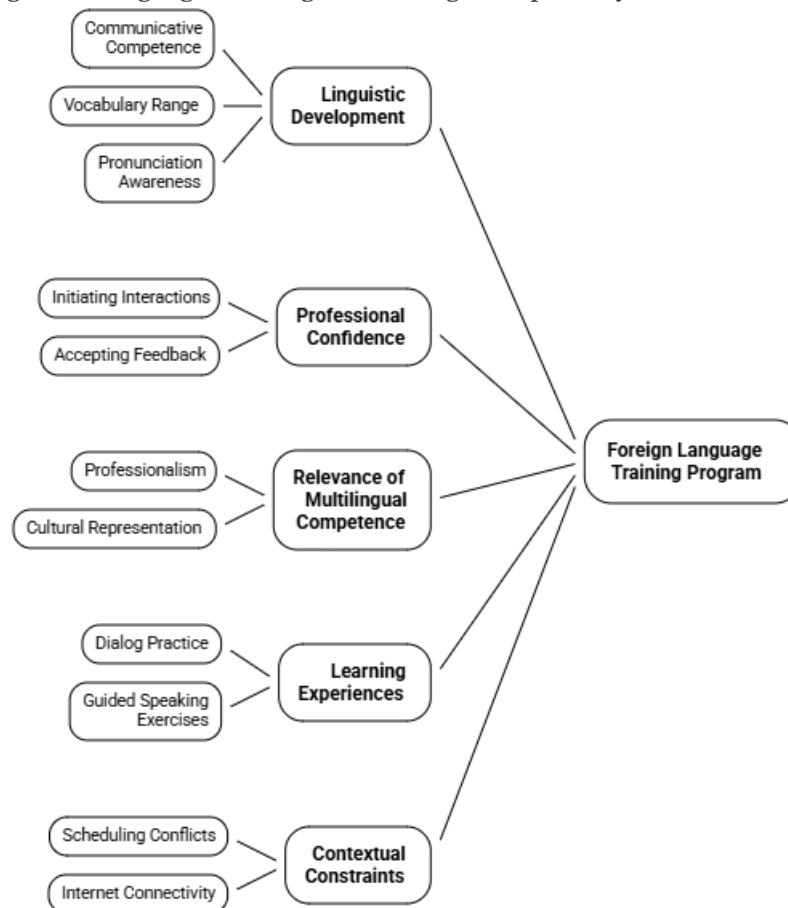 Communicative
Competence
Vocabulary Range
Pronunciation
Awareness
Linguistic
Development
Initiating Interactions
Accepting Feedback
Professional
Confidence
Professionalism
Cultural Representation
Relevance of
Multilingual
Competence
Dialog Practice
Guided Speaking
Exercises
Learning
Experiences
Scheduling Conflicts
Internet Connectivity
Contextual
Constraints
Foreign Language
Training Program